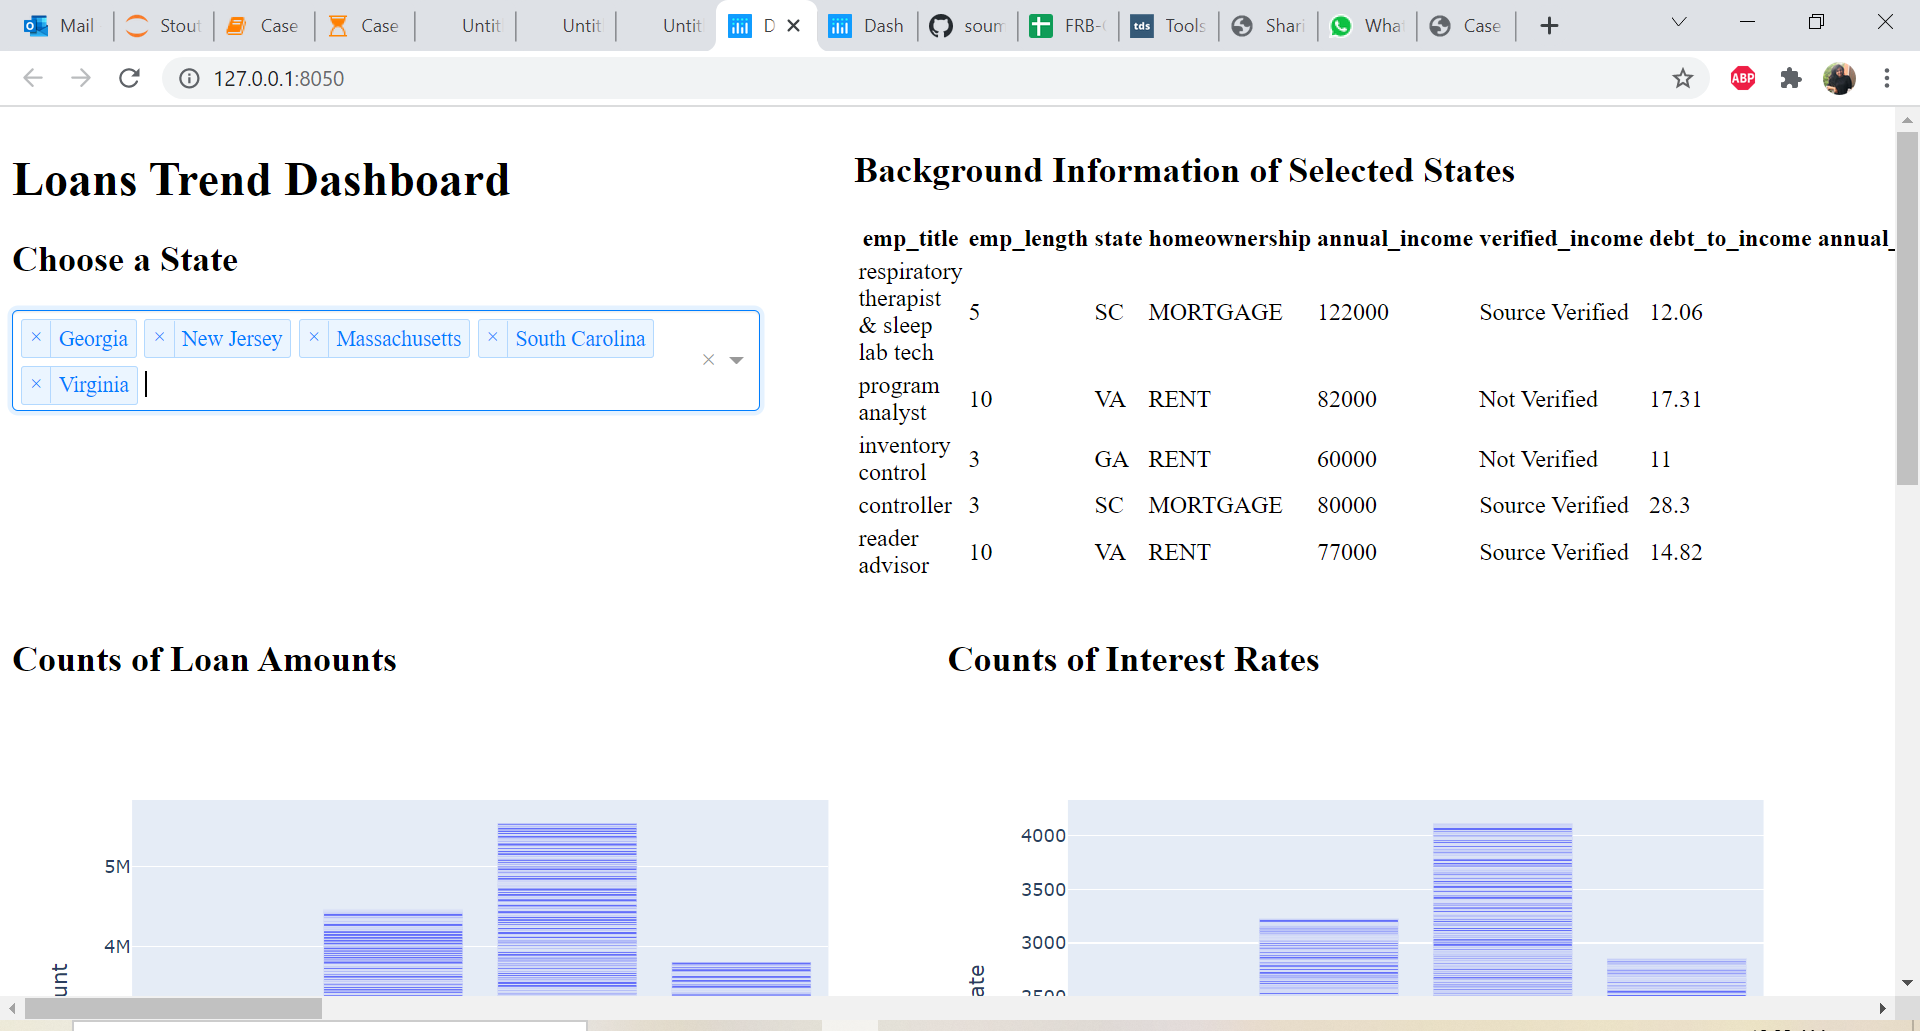 Mail Stout Case Case Untit Untit Untit D Dash soum FRB- tds Tools Shari What Case
127.0.0.1:8050
ABP
Loans Trend Dashboard
Choose a State
× Georgia × New Jersey × Massachusetts × South Carolina
× Virginia
Background Information of Selected States
emp_title emp_length state homeownership annual_income verified_income debt_to_income annual_
respiratory
therapist
& sleep
lab tech
5 SC MORTGAGE 122000 Source Verified 12.06
program
analyst
10 VA RENT 82000 Not Verified 17.31
inventory
control
3 GA RENT 60000 Not Verified 11
controller 3 SC MORTGAGE 80000 Source Verified 28.3
reader
advisor
10 VA RENT 77000 Source Verified 14.82
Counts of Loan Amounts
5M
4M
unt
Counts of Interest Rates
4000
3500
3000
2500
ate